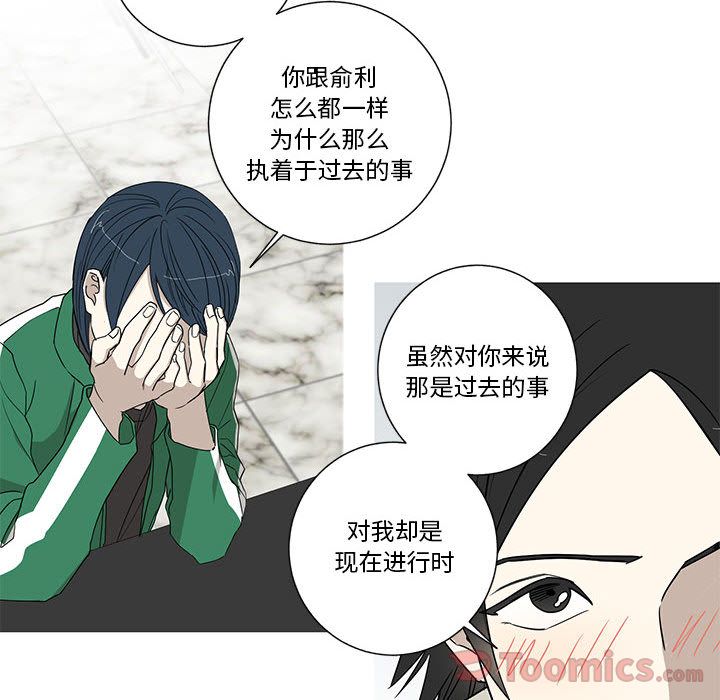 你跟俞利
怎么都一样
为什么那么
执着于过去的事
虽然对你来说
那是过去的事
对我却是
现在进行时
Toomics.com